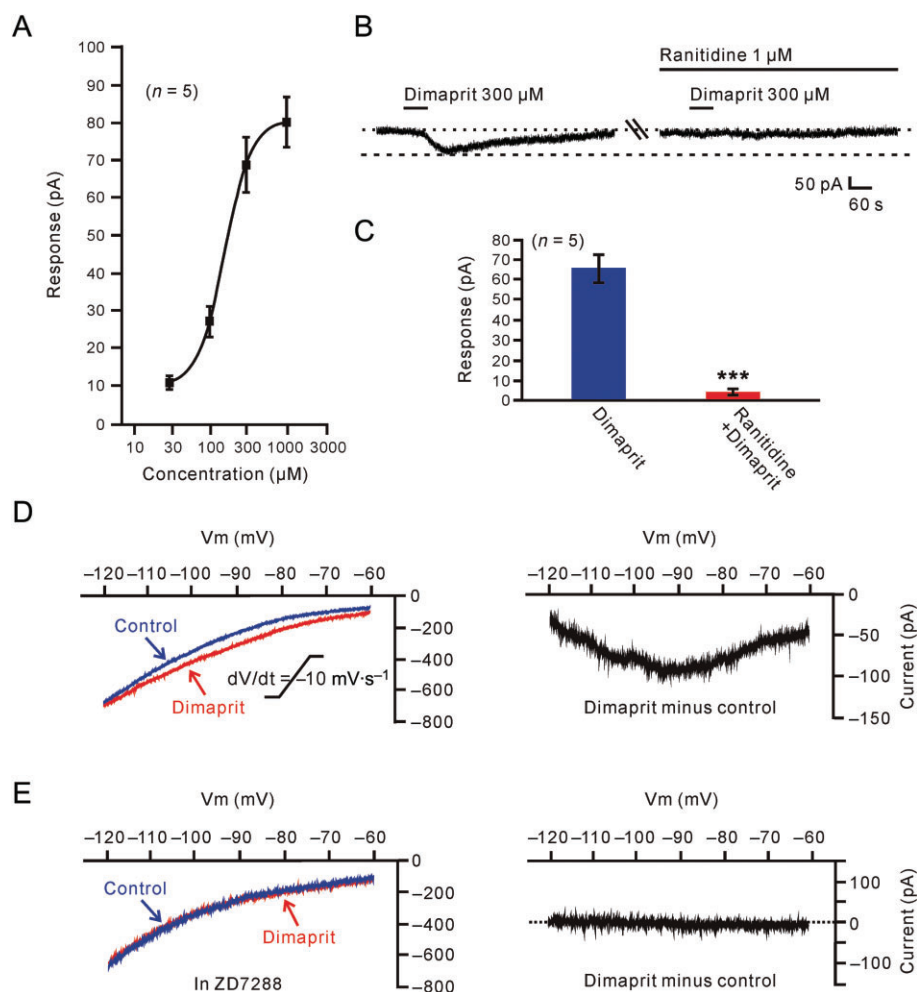 A
100
90
80
70
60
50
40
30
20
10
0
(n = 5)
Response (pA)
10 30 100 300 1000 3000
Concentration (µM)
B
Ranitidine 1 µM
Dimaprit 300 µM
Dimaprit 300 µM
50 pA
60 s
C
80
70
60
50
40
30
20
10
0
(n = 5)
Response (pA)
***
Dimaprit
Ranitidine
+Dimaprit
D
Vm (mV)
–120 –110 –100 –90 –80 –70 –60
0
–200
–400
–600
–800
Control
Dimaprit
dV/dt = –10 mV·s⁻¹
Vm (mV)
–120 –110 –100 –90 –80 –70 –60
0
–50
–100
–150
Current (pA)
Dimaprit minus control
E
Vm (mV)
–120 –110 –100 –90 –80 –70 –60
0
–200
–400
–600
–800
Control
Dimaprit
In ZD7288
Vm (mV)
–120 –110 –100 –90 –80 –70 –60
100
0
–100
Current (pA)
Dimaprit minus control